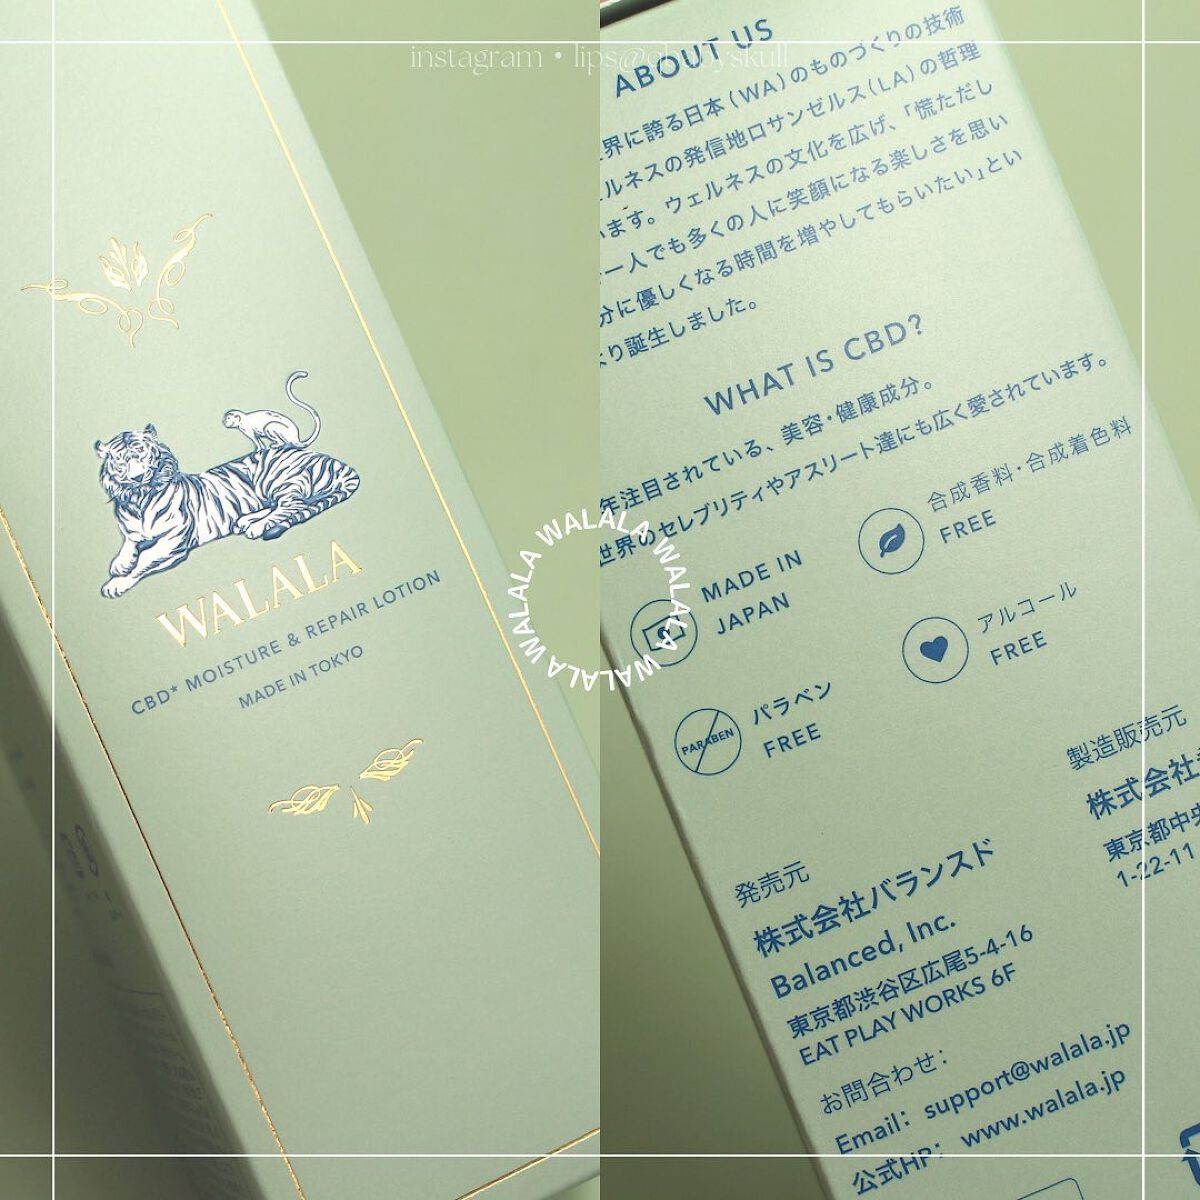 instagram • lips@qbabyskull
WALALA
CBD* MOISTURE & REPAIR LOTION
MADE IN TOKYO
WALALA WALALA WALALA WALALA WALALA
ABOUT US
界に誇る日本(WA)のものづくりの技術
ルネスの発信地ロサンゼルス(LA)の哲理
います。ウェルネスの文化を広げ、「慌ただし
一人でも多くの人に笑顔になる楽しさを思い
分に優しくなる時間を増やしてもらいたい」とい
より誕生しました。
WHAT IS CBD?
年注目されている、美容・健康成分。
世界のセレブリティやアスリート達にも広く愛されています。
MADE IN
JAPAN
合成香料・合成着色料
FREE
PARABEN
パラベン
FREE
アルコール
FREE
発売元
株式会社バランスド
Balanced, Inc.
東京都渋谷区広尾5-4-16
EAT PLAY WORKS 6F
お問合わせ:
Email: support@walala.jp
公式HP: www.walala.jp
製造販売元
株式会社
東京都中央
1-22-11